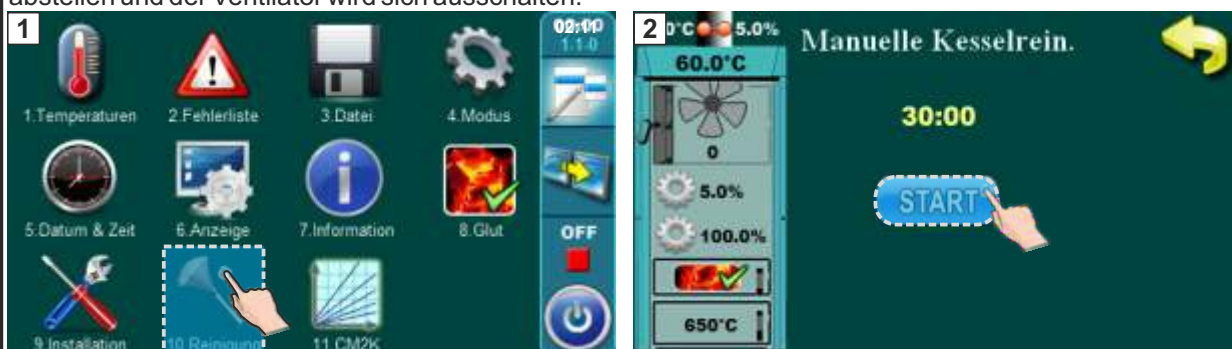 abstellen und der Ventilator wird sich ausschalten.
1
1.Temperaturen
2.Fehlerliste
3.Datei
4.Modus
1.1.0
5.Datum & Zeit
6.Anzeige
7.Information
8.Glut
OFF
9.Installation
10.Reinigung
11.CM2K
2
0°C
5.0%
60.0°C
0
5.0%
100.0%
650°C
Manuelle Kesselrein.
30:00
START